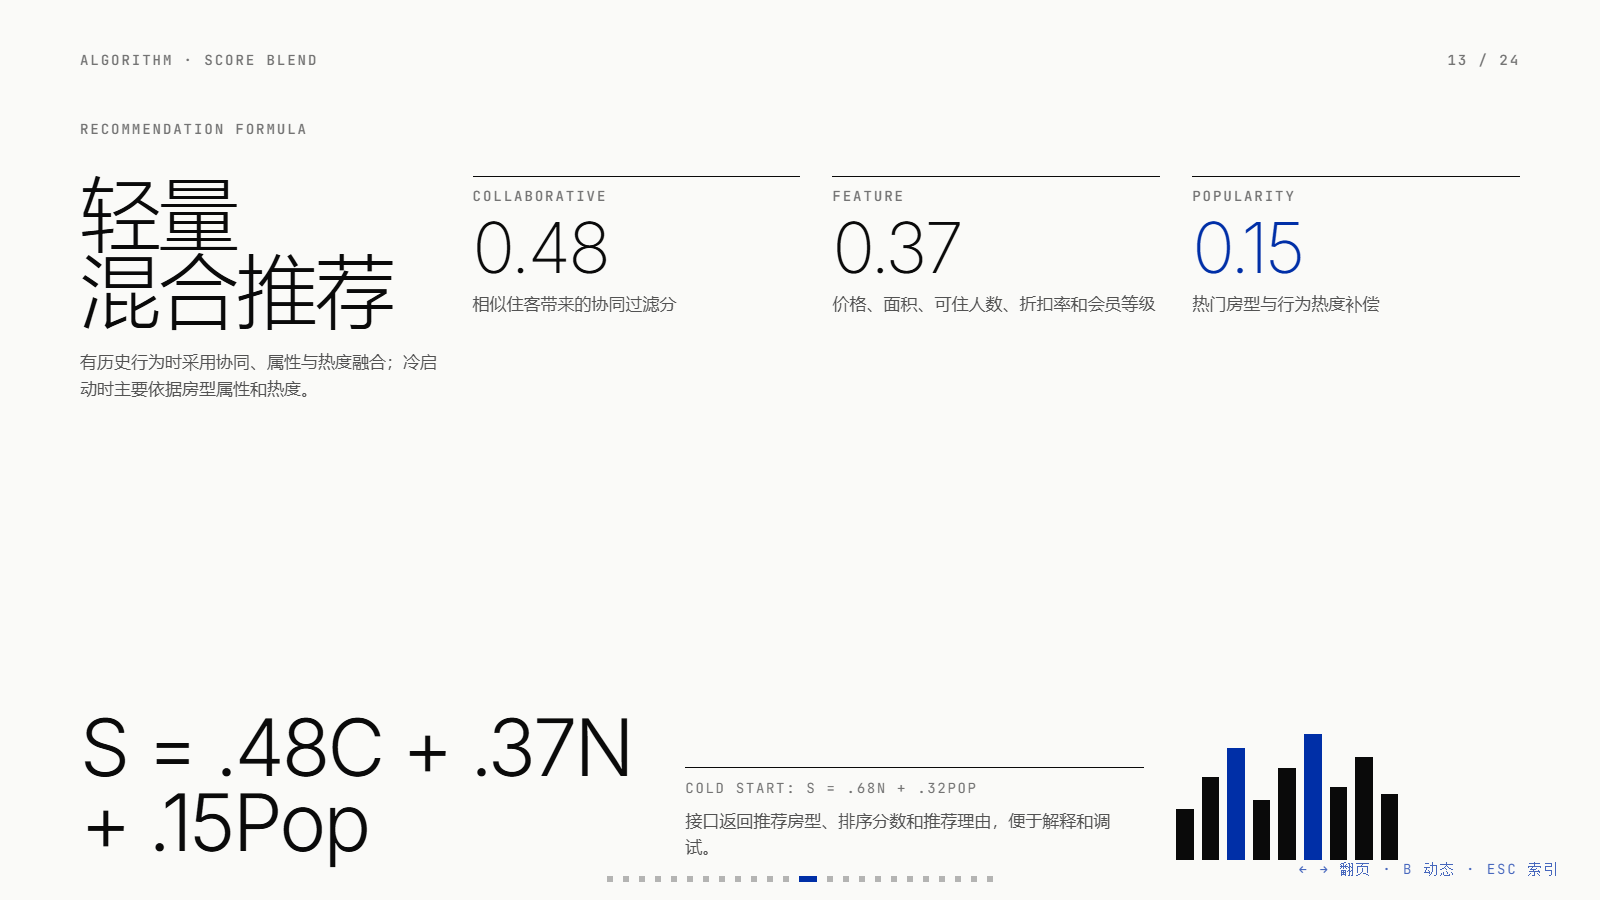 ALGORITHM · SCORE BLEND
13 / 24
RECOMMENDATION FORMULA
轻量
混合推荐
有历史行为时采用协同、属性与热度融合；冷启
动时主要依据房型属性和热度。
COLLABORATIVE
0.48
相似住客带来的协同过滤分
FEATURE
0.37
价格、面积、可住人数、折扣率和会员等级
POPULARITY
0.15
热门房型与行为热度补偿
S = .48C + .37N
+ .15Pop
COLD START: S = .68N + .32POP
接口返回推荐房型、排序分数和推荐理由，便于解释和调
试。
← → 翻页 · B 动态 · ESC 索引